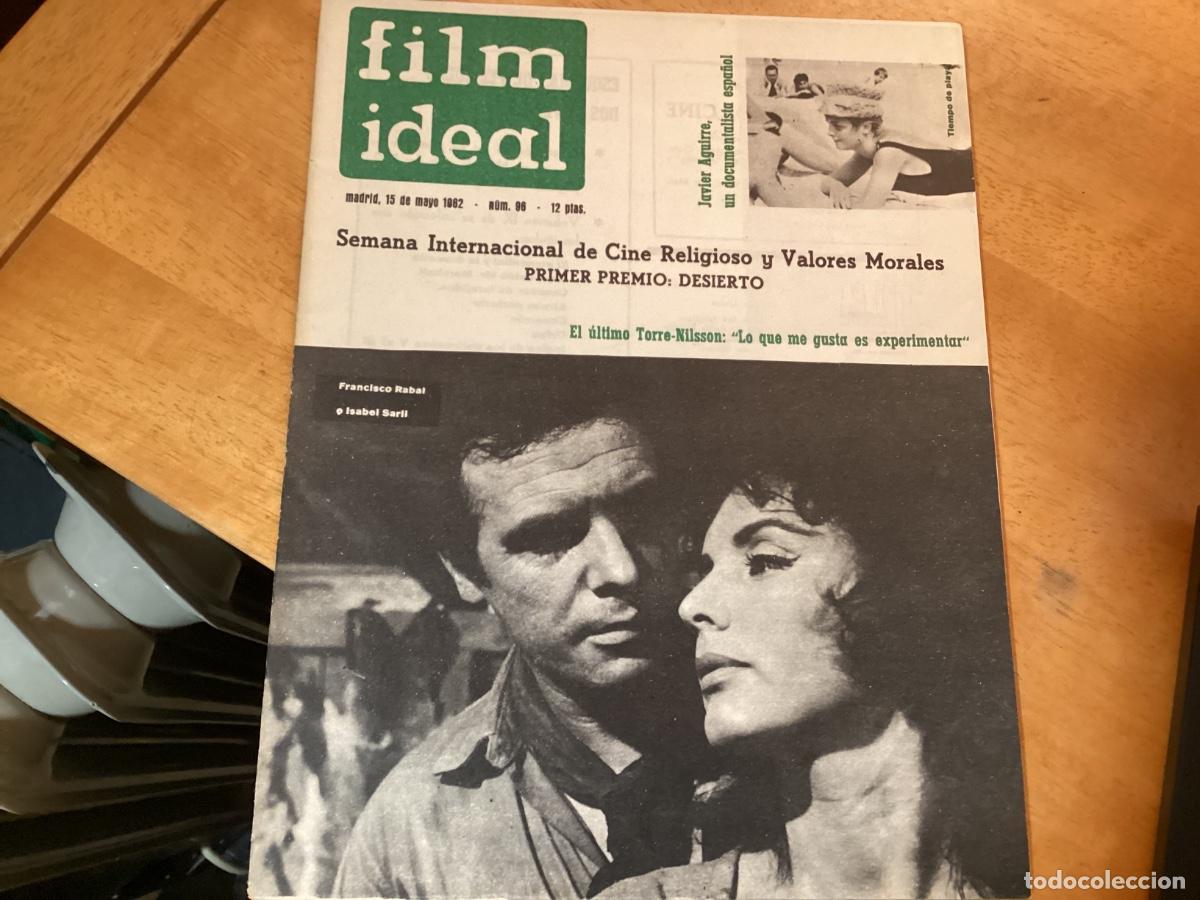 film
ideal
madrid, 15 de mayo 1962 - núm. 96 - 12 ptas.
Javier Aguirre,
un documentalista español
Tiempo de playa
Semana Internacional de Cine Religioso y Valores Morales
PRIMER PREMIO: DESIERTO
El último Torre-Nilsson: "Lo que me gusta es experimentar"
Francisco Rabal
e Isabel Sarli
todocoleccion